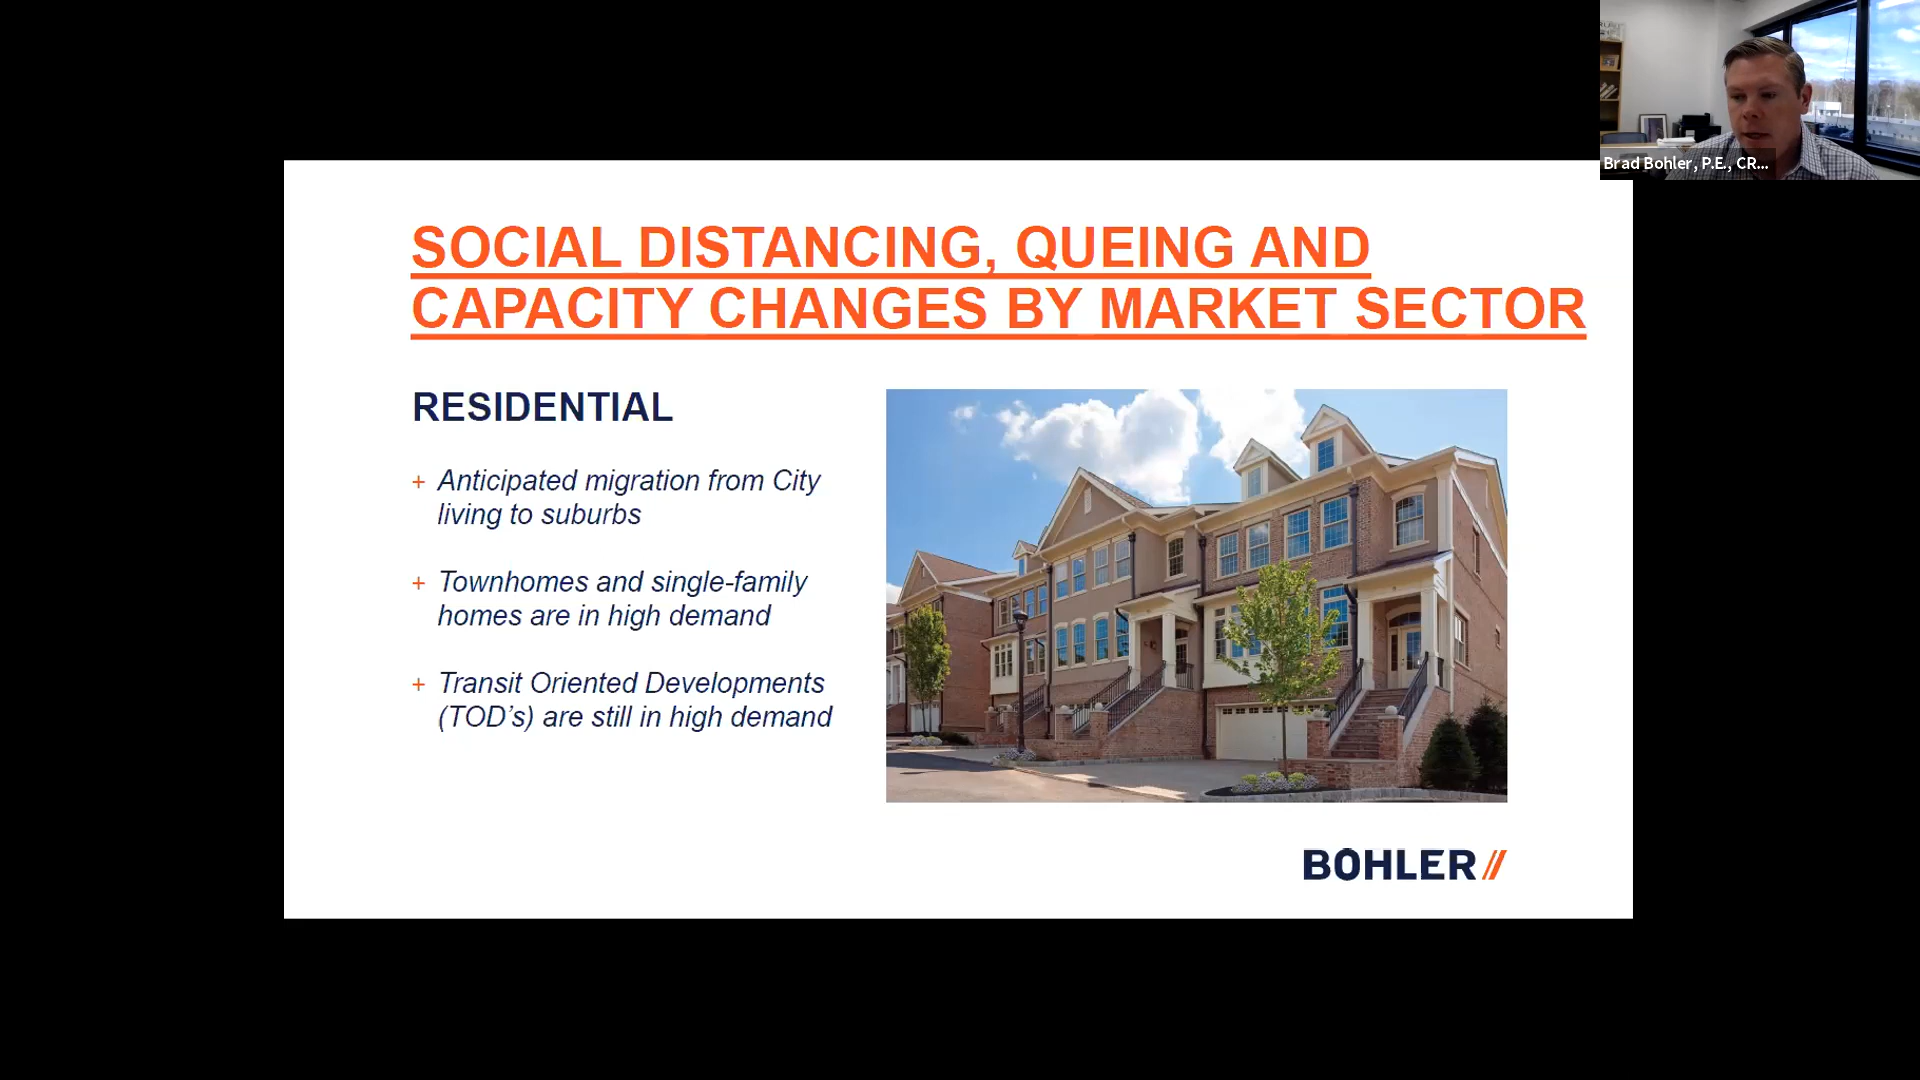 Brad Bohler, P.E., CR...
SOCIAL DISTANCING, QUEING AND
CAPACITY CHANGES BY MARKET SECTOR
RESIDENTIAL
+ Anticipated migration from City
living to suburbs
+ Townhomes and single-family
homes are in high demand
+ Transit Oriented Developments
(TOD's) are still in high demand
BOHLER//